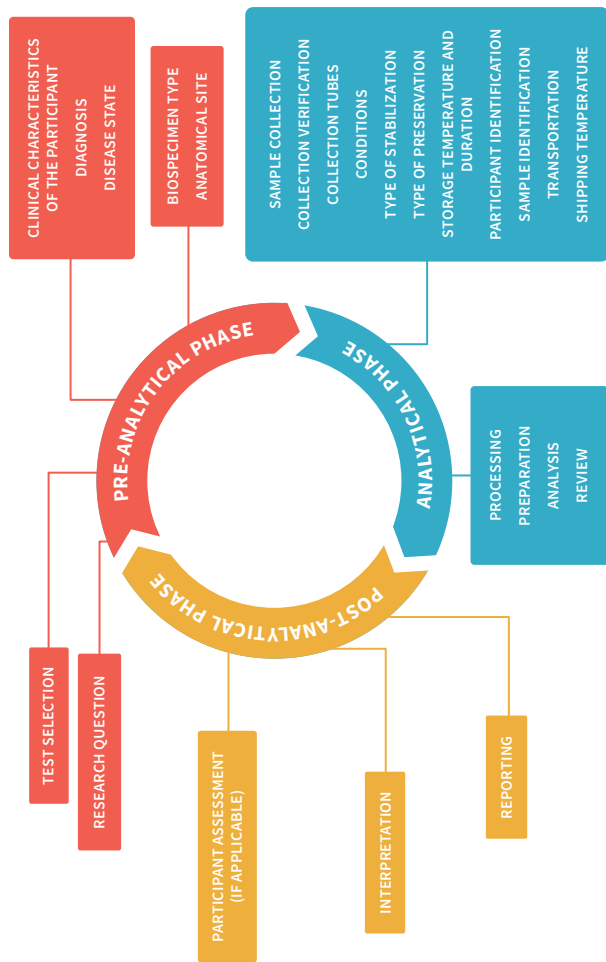 TEST SELECTION
RESEARCH QUESTION
CLINICAL CHARACTERISTICS
OF THE PARTICIPANT
DIAGNOSIS
DISEASE STATE
BIOSPECIMEN TYPE
ANATOMICAL SITE
PRE-ANALYTICAL PHASE
SAMPLE COLLECTION
COLLECTION VERIFICATION
COLLECTION TUBES
CONDITIONS
TYPE OF STABILIZATION
TYPE OF PRESERVATION
STORAGE TEMPERATURE AND
DURATION
PARTICIPANT IDENTIFICATION
SAMPLE IDENTIFICATION
TRANSPORTATION
SHIPPING TEMPERATURE
ANALYTICAL PHASE
PROCESSING
PREPARATION
ANALYSIS
REVIEW
POST-ANALYTICAL PHASE
PARTICIPANT ASSESSMENT
(IF APPLICABLE)
INTERPRETATION
REPORTING